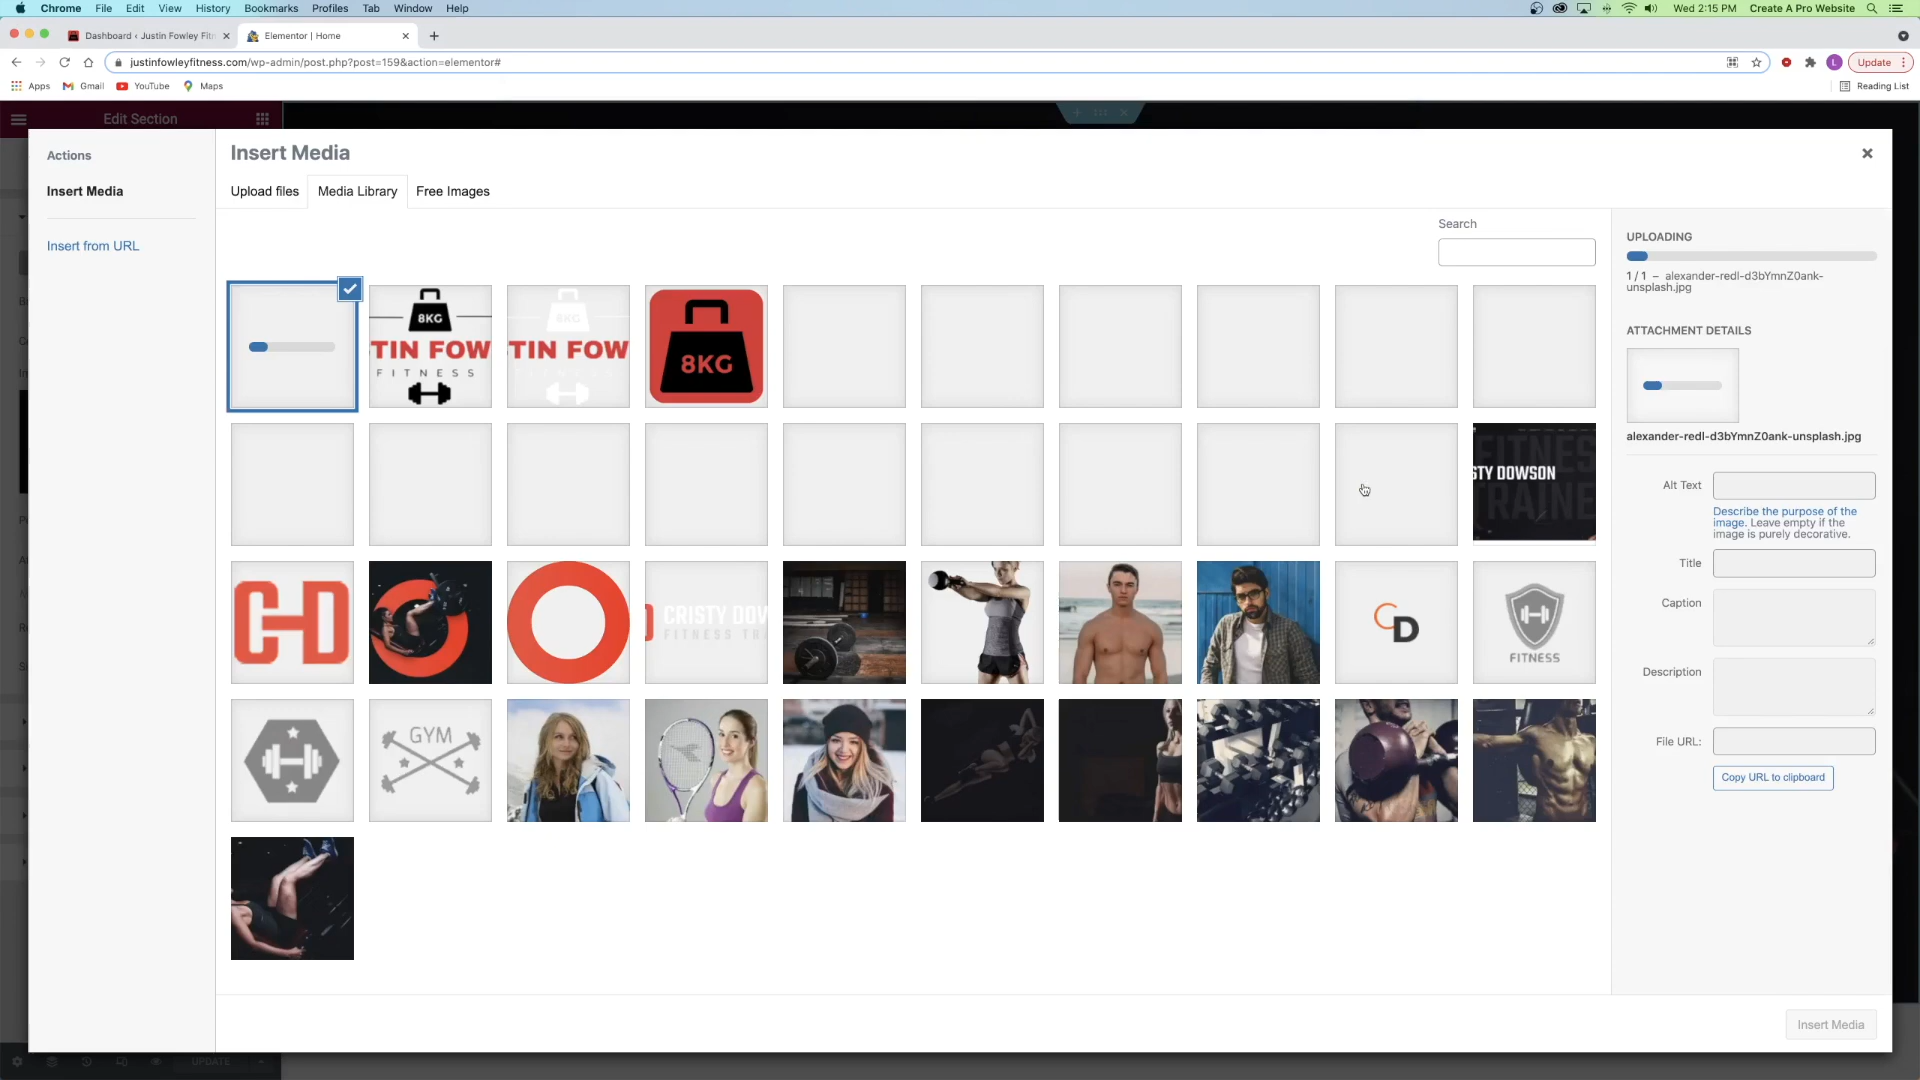 Chrome File Edit View History Bookmarks Profiles Tab Window Help
Wed 2:15 PM Create A Pro Website
Dashboard ‹ Justin Fowley Fit
Elementor | Home
justinfowleyfitness.com/wp-admin/post.php?post=159&action=elementor#
Update
Apps Gmail YouTube Maps
Reading List
Edit Section
Actions
Insert Media
Insert from URL
Insert Media
Upload files Media Library Free Images
Search
8KG
TIN FOW
FITNESS
8KG
TIN FOW
8KG
FITNES
STY DOWSON
TRAINE
CD
CRISTY DOW
FITNESS TR
CD
FITNESS
GYM
UPLOADING
1 / 1 – alexander-redl-d3bYmnZ0ank-
unsplash.jpg
ATTACHMENT DETAILS
alexander-redl-d3bYmnZ0ank-unsplash.jpg
Alt Text
Describe the purpose of the
image. Leave empty if the
image is purely decorative.
Title
Caption
Description
File URL:
Copy URL to clipboard
Insert Media
UPDATE